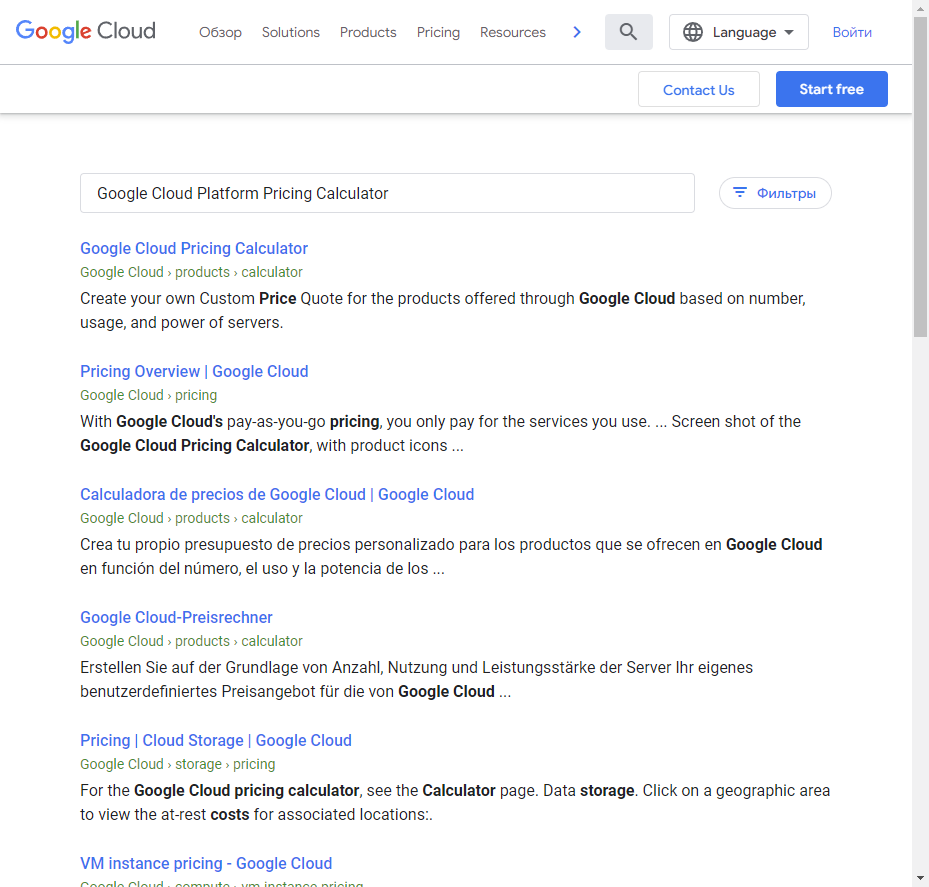 Google Cloud
Обзор Solutions Products Pricing Resources Language Войти
Contact Us Start free
Google Cloud Platform Pricing Calculator
Фильтры
Google Cloud Pricing Calculator
Google Cloud › products › calculator
Create your own Custom Price Quote for the products offered through Google Cloud based on number,
usage, and power of servers.
Pricing Overview | Google Cloud
Google Cloud › pricing
With Google Cloud's pay-as-you-go pricing, you only pay for the services you use. ... Screen shot of the
Google Cloud Pricing Calculator, with product icons ...
Calculadora de precios de Google Cloud | Google Cloud
Google Cloud › products › calculator
Crea tu propio presupuesto de precios personalizado para los productos que se ofrecen en Google Cloud
en función del número, el uso y la potencia de los ...
Google Cloud-Preisrechner
Google Cloud › products › calculator
Erstellen Sie auf der Grundlage von Anzahl, Nutzung und Leistungsstärke der Server Ihr eigenes
benutzerdefiniertes Preisangebot für die von Google Cloud ...
Pricing | Cloud Storage | Google Cloud
Google Cloud › storage › pricing
For the Google Cloud pricing calculator, see the Calculator page. Data storage. Click on a geographic area
to view the at-rest costs for associated locations:.
VM instance pricing - Google Cloud
Google Cloud › compute › vm-instance-pricing